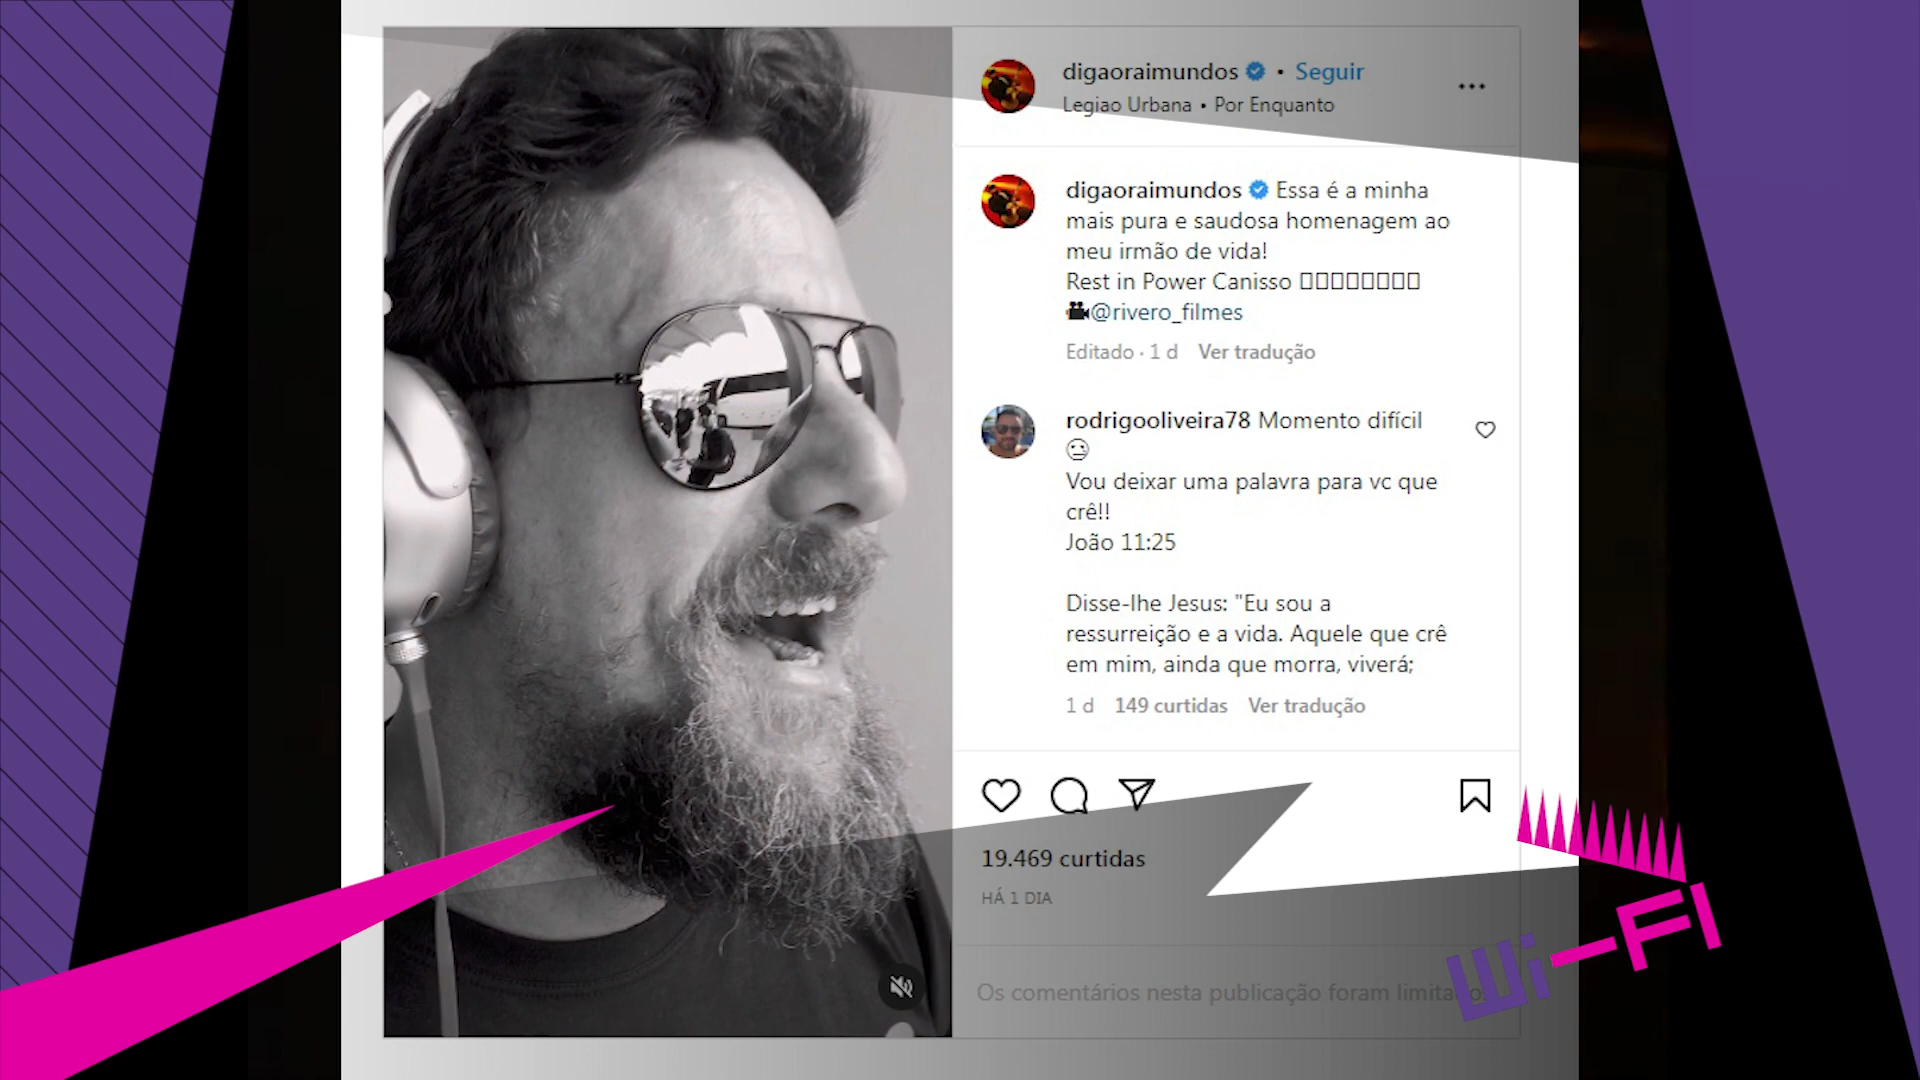 digaoraimundos • Seguir
Legiao Urbana • Por Enquanto
digaoraimundos Essa é a minha
mais pura e saudosa homenagem ao
meu irmão de vida!
Rest in Power Canisso
@rivero_filmes
Editado · 1 d Ver tradução
rodrigooliveira78 Momento difícil
Vou deixar uma palavra para vc que
crê!!
João 11:25
Disse-lhe Jesus: "Eu sou a
ressurreição e a vida. Aquele que crê
em mim, ainda que morra, viverá;
1 d 149 curtidas Ver tradução
19.469 curtidas
HÁ 1 DIA
Os comentários nesta publicação foram limitados
Wi-FI